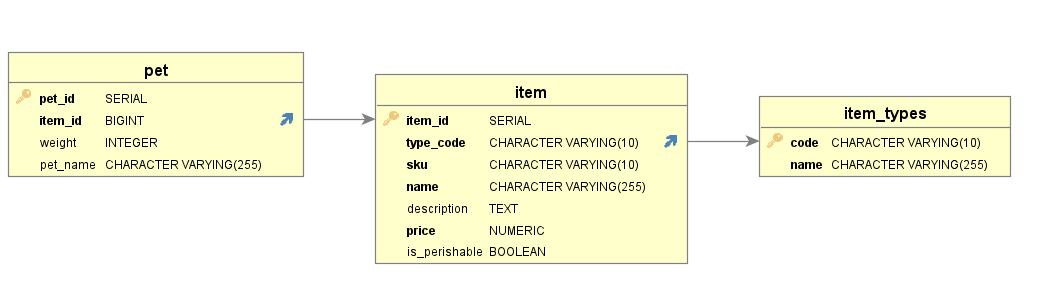 pet
pet_id SERIAL
item_id BIGINT
weight INTEGER
pet_name CHARACTER VARYING(255)
item
item_id SERIAL
type_code CHARACTER VARYING(10)
sku CHARACTER VARYING(10)
name CHARACTER VARYING(255)
description TEXT
price NUMERIC
is_perishable BOOLEAN
item_types
code CHARACTER VARYING(10)
name CHARACTER VARYING(255)